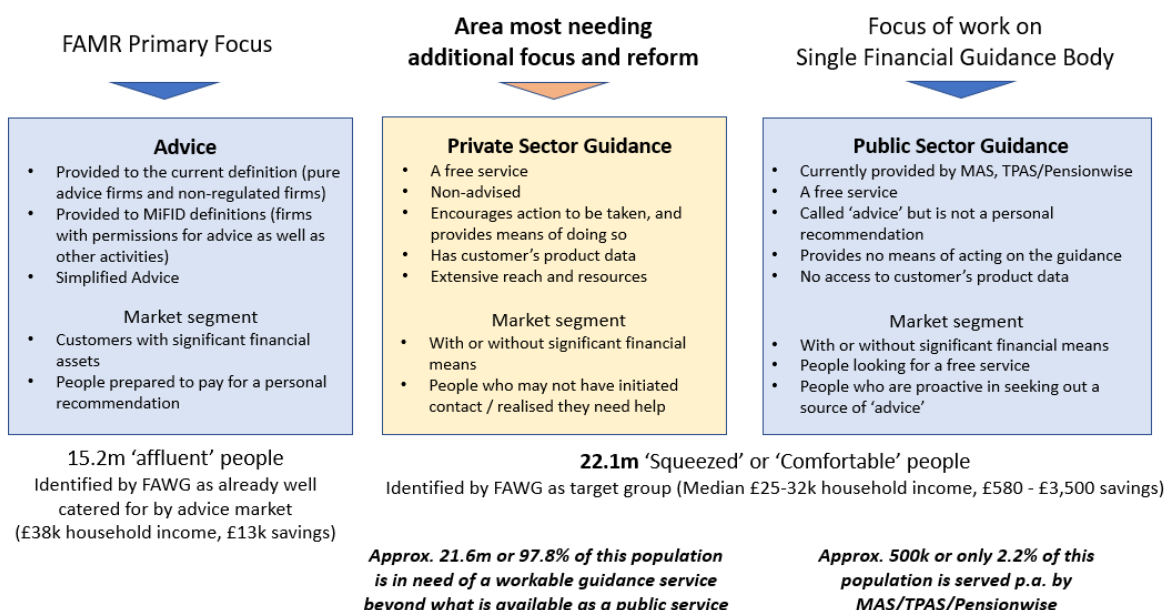 FAMR Primary Focus
Area most needing
additional focus and reform
Focus of work on
Single Financial Guidance Body
Advice
• Provided to the current definition (pure
advice firms and non-regulated firms)
• Provided to MiFID definitions (firms
with permissions for advice as well as
other activities)
• Simplified Advice
Market segment
• Customers with significant financial
assets
• People prepared to pay for a personal
recommendation
Private Sector Guidance
• A free service
• Non-advised
• Encourages action to be taken, and
provides means of doing so
• Has customer’s product data
• Extensive reach and resources
Market segment
• With or without significant financial
means
• People who may not have initiated
contact / realised they need help
Public Sector Guidance
• Currently provided by MAS, TPAS/Pensionwise
• A free service
• Called ‘advice’ but is not a personal
recommendation
• Provides no means of acting on the guidance
• No access to customer’s product data
Market segment
• With or without significant financial means
• People looking for a free service
• People who are proactive in seeking out a
source of ‘advice’
15.2m ‘affluent’ people
Identified by FAWG as already well
catered for by advice market
(£38k household income, £13k savings)
22.1m ‘Squeezed’ or ‘Comfortable’ people
Identified by FAWG as target group (Median £25-32k household income, £580 - £3,500 savings)
Approx. 21.6m or 97.8% of this population
is in need of a workable guidance service
beyond what is available as a public service
Approx. 500k or only 2.2% of this
population is served p.a. by
MAS/TPAS/Pensionwise